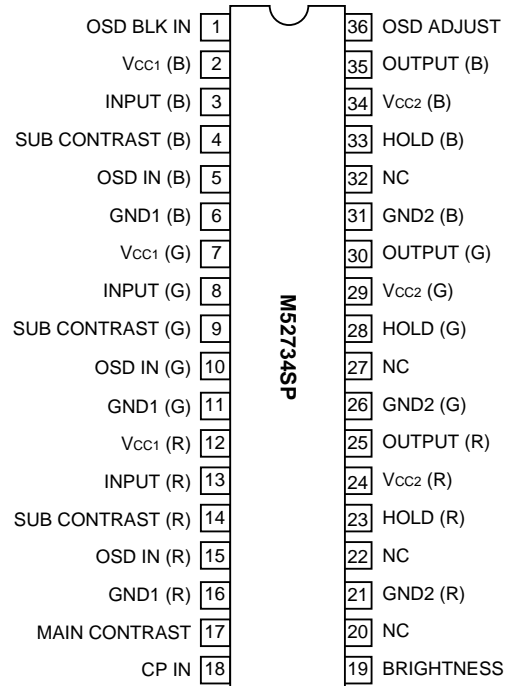 OSD BLK IN 1 36 OSD ADJUST
VCC1 (B) 2 35 OUTPUT (B)
INPUT (B) 3 34 VCC2 (B)
SUB CONTRAST (B) 4 33 HOLD (B)
OSD IN (B) 5 32 NC
GND1 (B) 6 31 GND2 (B)
VCC1 (G) 7 30 OUTPUT (G)
INPUT (G) 8 29 VCC2 (G)
SUB CONTRAST (G) 9 28 HOLD (G)
OSD IN (G) 10 27 NC
GND1 (G) 11 26 GND2 (G)
VCC1 (R) 12 25 OUTPUT (R)
INPUT (R) 13 24 VCC2 (R)
SUB CONTRAST (R) 14 23 HOLD (R)
OSD IN (R) 15 22 NC
GND1 (R) 16 21 GND2 (R)
MAIN CONTRAST 17 20 NC
CP IN 18 19 BRIGHTNESS
M52734SP